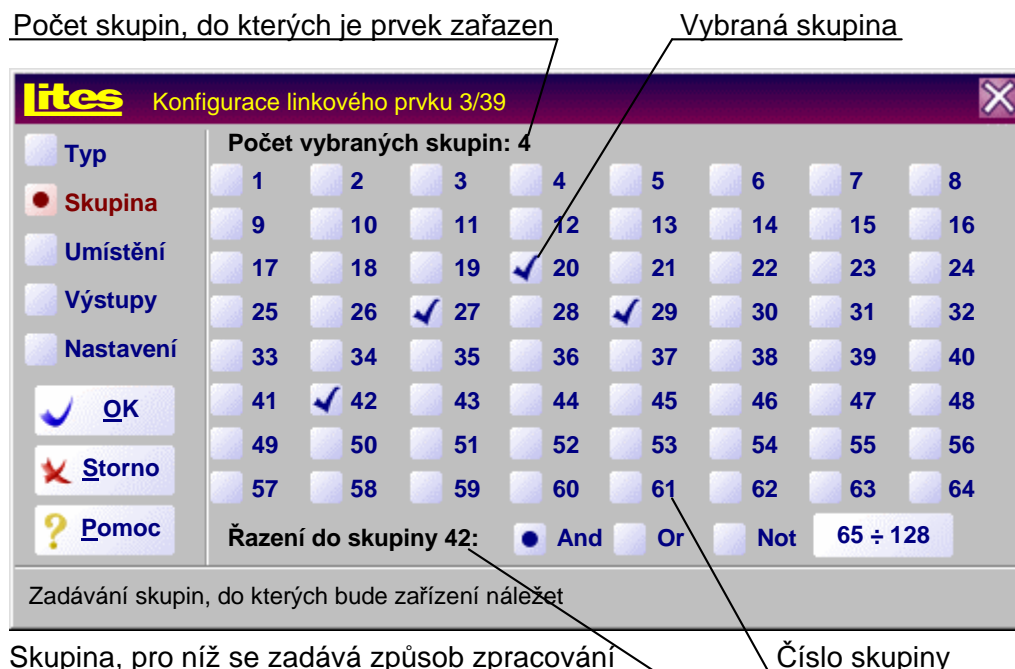 Počet skupin, do kterých je prvek zařazen Vybraná skupina
lites Konfigurace linkového prvku 3/39
Typ
Skupina
Umístění
Výstupy
Nastavení
OK
Storno
Pomoc
Počet vybraných skupin: 4
1 2 3 4 5 6 7 8
9 10 11 12 13 14 15 16
17 18 19 20 21 22 23 24
25 26 27 28 29 30 31 32
33 34 35 36 37 38 39 40
41 42 43 44 45 46 47 48
49 50 51 52 53 54 55 56
57 58 59 60 61 62 63 64
Řazení do skupiny 42: And Or Not 65 ÷ 128
Zadávání skupin, do kterých bude zařízení náležet
Skupina, pro níž se zadává způsob zpracování Číslo skupiny